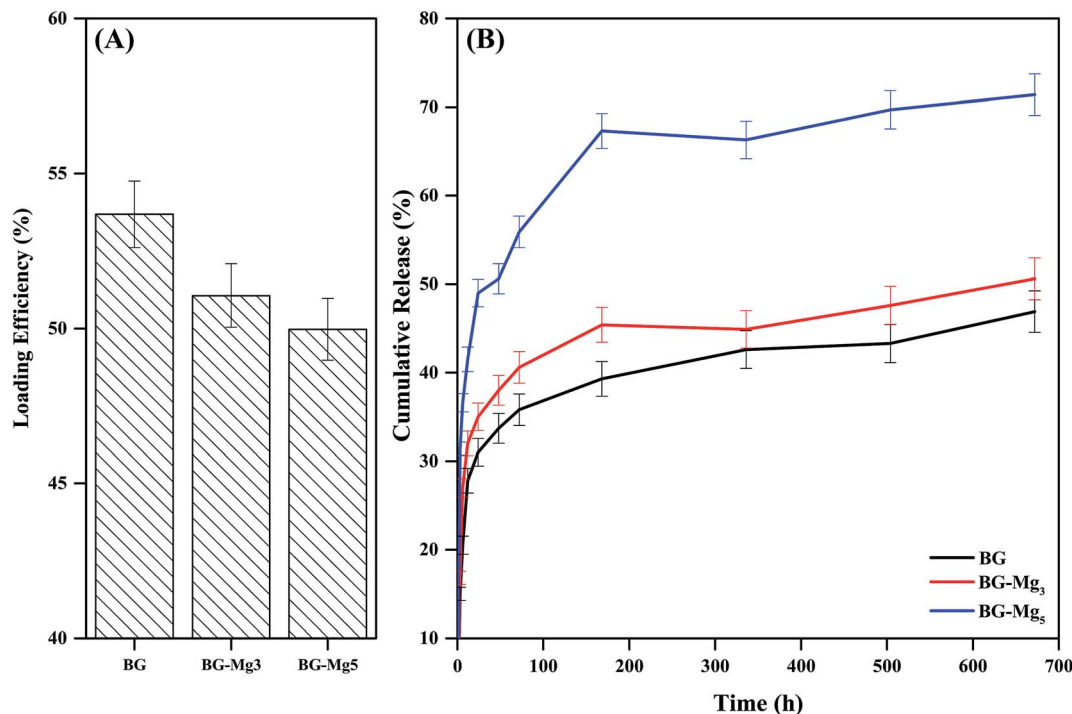 (A)
Loading Efficiency (%)
60
55
50
45
40
BG
BG-Mg3
BG-Mg5
(B)
Cumulative Release (%)
80
70
60
50
40
30
20
10
0
100
200
300
400
500
600
700
Time (h)
BG
BG-Mg₃
BG-Mg₅